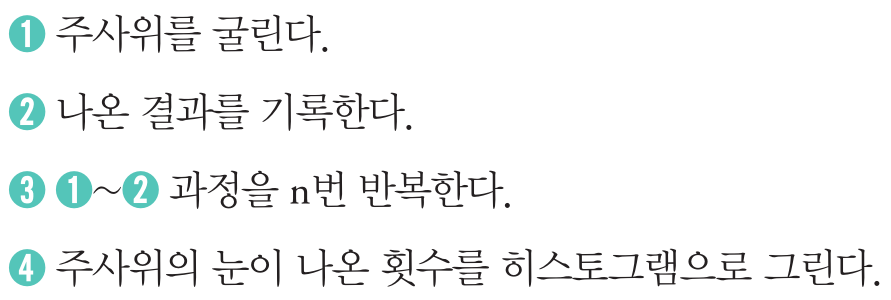 ❶ 주사위를 굴린다.
❷ 나온 결과를 기록한다.
❸ ❶~❷ 과정을 n번 반복한다.
❹ 주사위의 눈이 나온 횟수를 히스토그램으로 그린다.